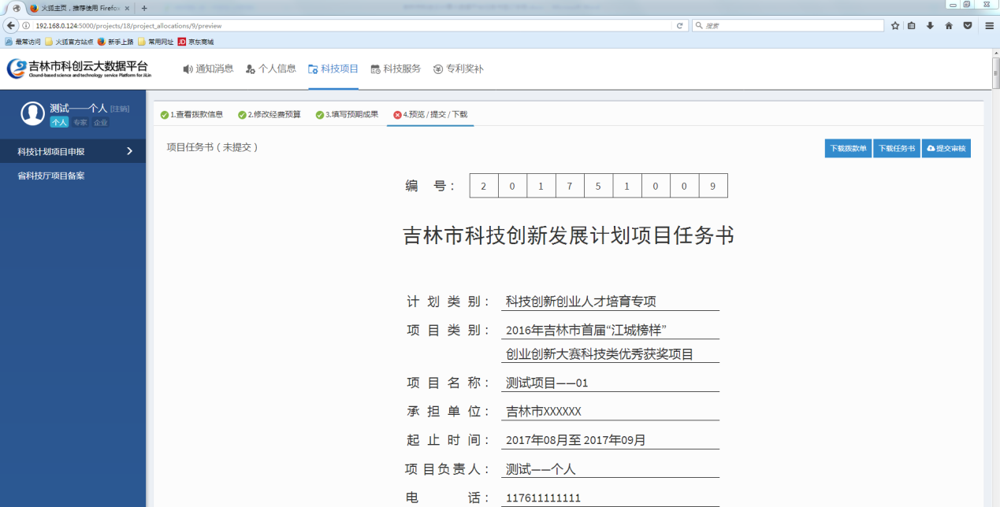 火狐主页，推荐使用 Firefox
192.168.0.124:5000/projects/18/project_allocations/9/preview
搜索
最常访问 火狐官方站点 新手上路 常用网址 JD 京东商城
吉林市科创云大数据平台
Clound-based science and technology service Platform for JiLin
通知消息 个人信息 科技项目 科技服务 专利奖补
测试——个人 [注销]
个人 专家 企业
科技计划项目申报
省科技厅项目备案
1.查看拨款信息 2.修改经费预算 3.填写预期成果 4.预览 / 提交 / 下载
项目任务书 ( 未提交 )
下载拨款单 下载任务书 提交审核
编 号： 2 0 1 7 5 1 0 0 9
吉林市科技创新发展计划项目任务书
计 划 类 别： 科技创新创业人才培育专项
项 目 类 别： 2016年吉林市首届“江城榜样”
创业创新大赛科技类优秀获奖项目
项 目 名 称： 测试项目——01
承 担 单 位： 吉林市XXXXXX
起 止 时 间： 2017年08月至 2017年09月
项 目 负 责 人： 测试——个人
电 话： 117611111111